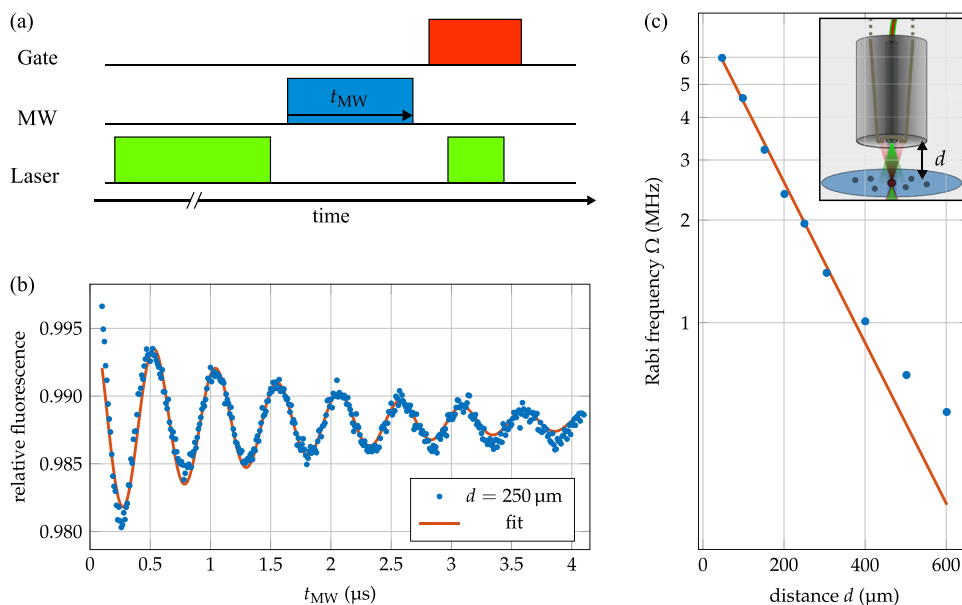 (a)
Gate
MW
t_MW
Laser
time
(b)
relative fluorescence
0.995
0.990
0.985
0.980
0 0.5 1 1.5 2 2.5 3 3.5 4
t_MW (µs)
d = 250 µm
fit
(c)
Rabi frequency Ω (MHz)
6
5
4
3
2
1
0 200 400 600
distance d (µm)
d